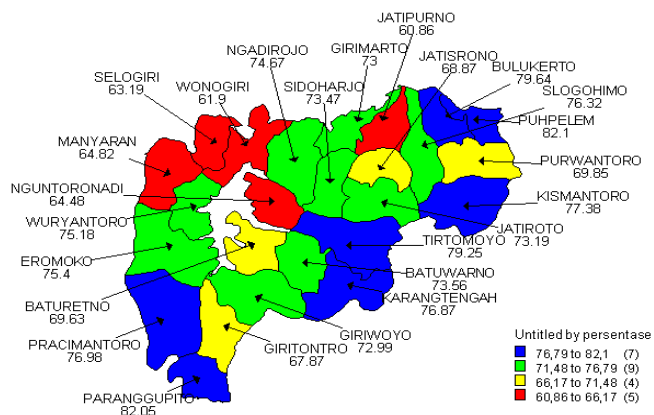 JATIPURNO
60.86
NGADIROJO
74.67
GIRIMARTO
73
JATISRONO
68.87
BULUKERTO
79.64
SELOGIRI
63.19
WONOGIRI
61.9
SIDOHARJO
73.47
SLOGOHIMO
76.32
PUHPELEM
82.1
MANYARAN
64.82
PURWANTORO
69.85
NGUNTORONADI
64.48
KISMANTORO
77.38
WURYANTORO
75.18
JATIROTO
73.19
TIRTOMOYO
79.25
EROMOKO
75.4
BATUWARNO
73.56
BATURETNO
69.63
KARANGTENGAH
76.87
PRACIMANTORO
76.98
GIRIWOYO
72.99
GIRITONTRO
67.87
PARANGGUPITO
82.05
Untitled by persentase
76,79 to 82,1 (7)
71,48 to 76,79 (9)
66,17 to 71,48 (4)
60,86 to 66,17 (5)